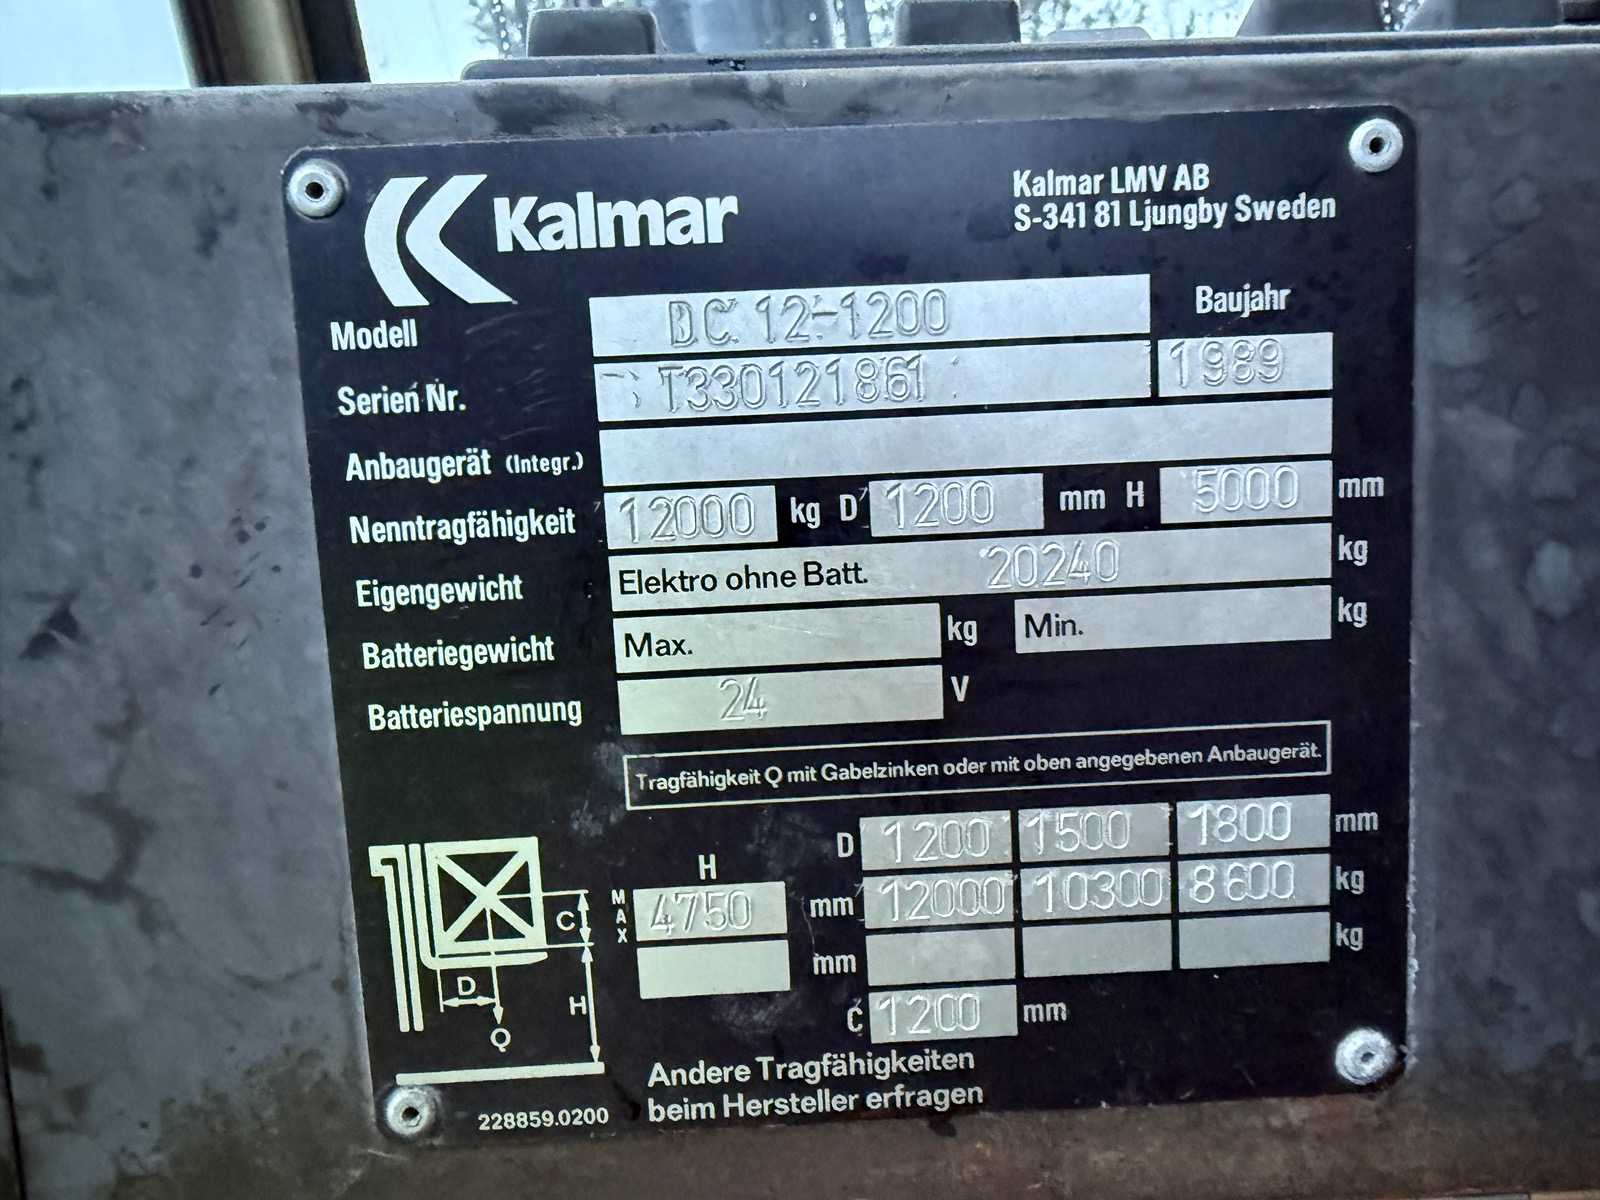 Kalmar
Kalmar LMV AB
S-341 81 Ljungby Sweden
Modell DC 12-1200 Baujahr
Serien Nr. T330121861 1989
Anbaugerät (Integr.)
Nenntragfähigkeit 12000 kg D 1200 mm H 5000 mm
Eigengewicht Elektro ohne Batt. 20240 kg
Batteriegewicht Max. kg Min. kg
Batteriespannung 24 V
Tragfähigkeit Q mit Gabelzinken oder mit oben angegebenen Anbaugerät.
D 1200 1500 1800 mm
H
MAX 4750 mm 12000 10300 8600 kg
mm kg
C 1200 mm
C
D
H
Q
Andere Tragfähigkeiten
beim Hersteller erfragen
228859.0200